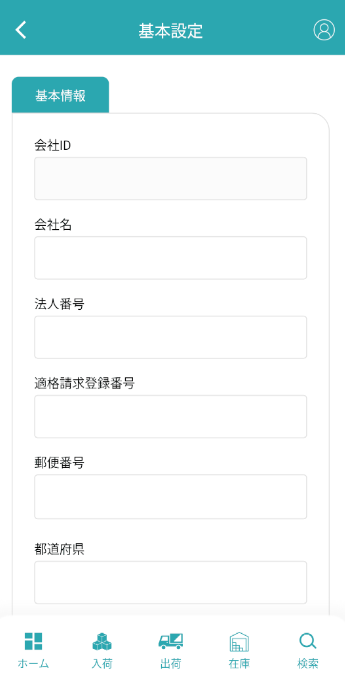 基本設定
基本情報
会社ID
会社名
法人番号
適格請求登録番号
郵便番号
都道府県
ホーム
入荷
出荷
在庫
検索